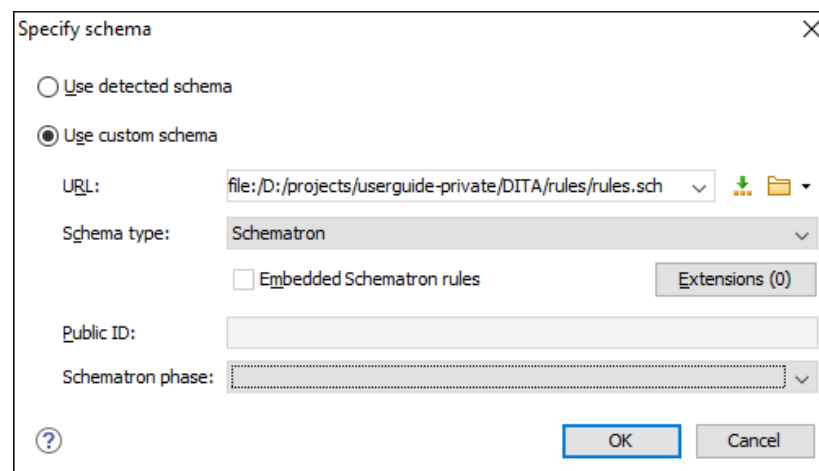 Specify schema
Use detected schema
Use custom schema
URL: file:/D:/projects/userguide-private/DITA/rules/rules.sch
Schema type: Schematron
Embedded Schematron rules Extensions (0)
Public ID:
Schematron phase:
? OK Cancel